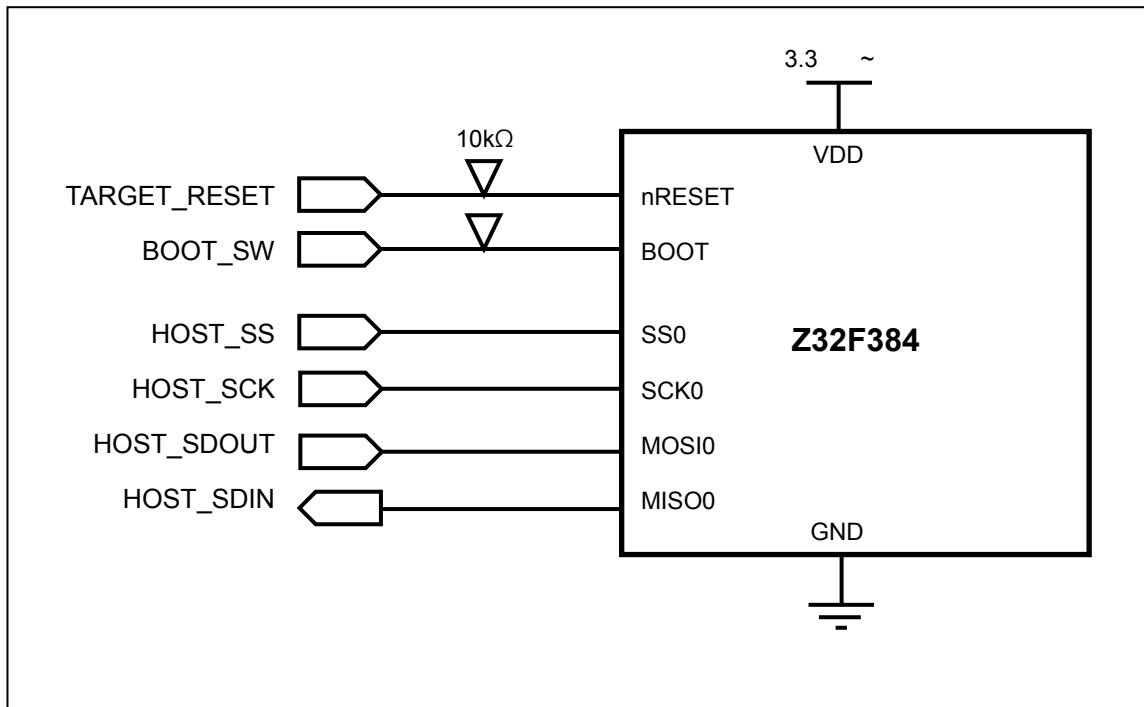 3.3 ~
VDD
10kΩ
TARGET_RESET
nRESET
BOOT_SW
BOOT
HOST_SS
SS0
Z32F384
HOST_SCK
SCK0
HOST_SDOUT
MOSI0
HOST_SDIN
MISO0
GND